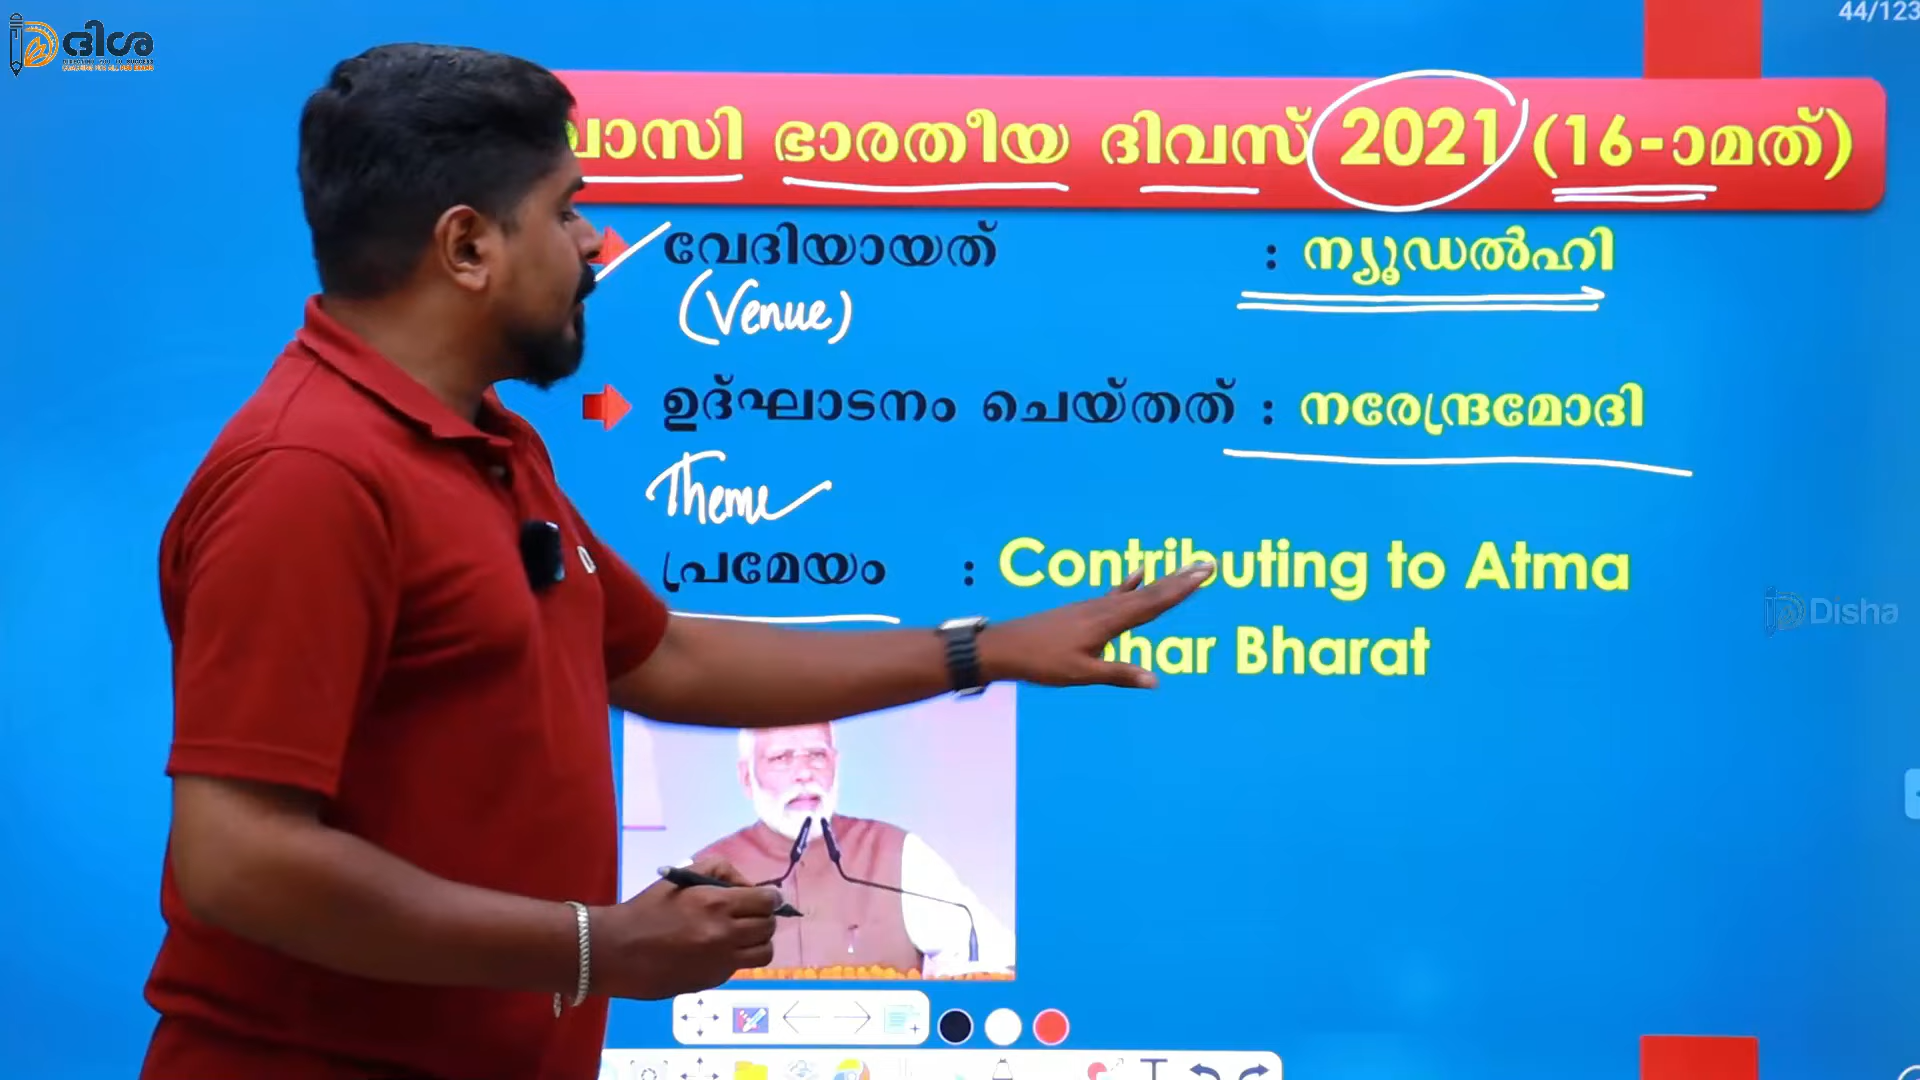 ദിശ
44/123
ഭാരതീയ ദിവസ് 2021 (16-ാമത്)
വേദിയായത് : ന്യൂഡൽഹി
(Venue)
ഉദ്ഘാടനം ചെയ്തത് : നരേന്ദ്രമോദി
Theme
പ്രമേയം : Contributing to Atma
Bharat
Disha